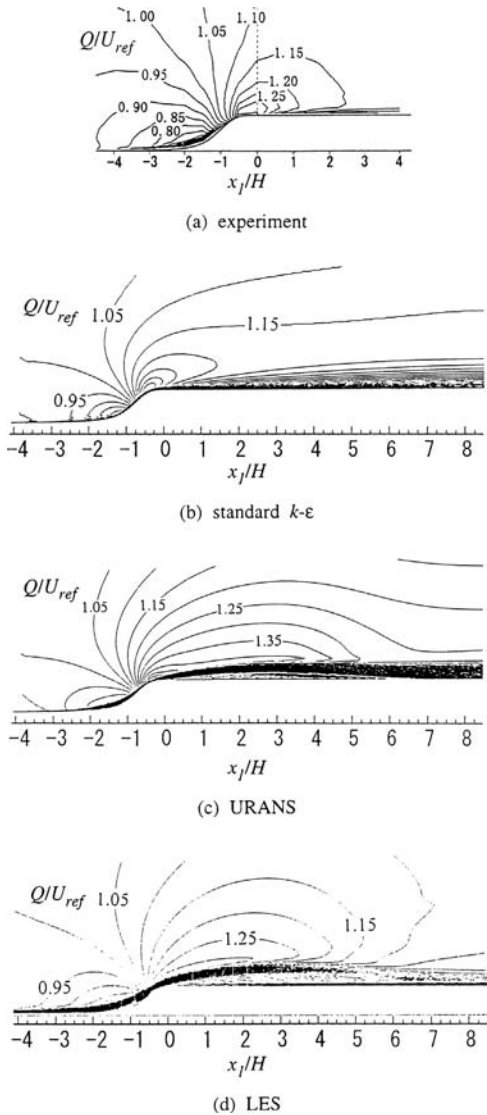 1.00
1.10
1.05
Q/U_ref
1.15
0.95
1.20
0.90
1.25
0.85
0.80
-4 -3 -2 -1 0 1 2 3 4
x_1/H
(a) experiment
Q/U_ref 1.05
1.15
0.95
-4 -3 -2 -1 0 1 2 3 4 5 6 7 8
x_1/H
(b) standard k-ε
Q/U_ref
1.05
1.15
1.25
1.35
-4 -3 -2 -1 0 1 2 3 4 5 6 7 8
x_1/H
(c) URANS
Q/U_ref
1.05
1.15
1.25
0.95
-4 -3 -2 -1 0 1 2 3 4 5 6 7 8
x_1/H
(d) LES